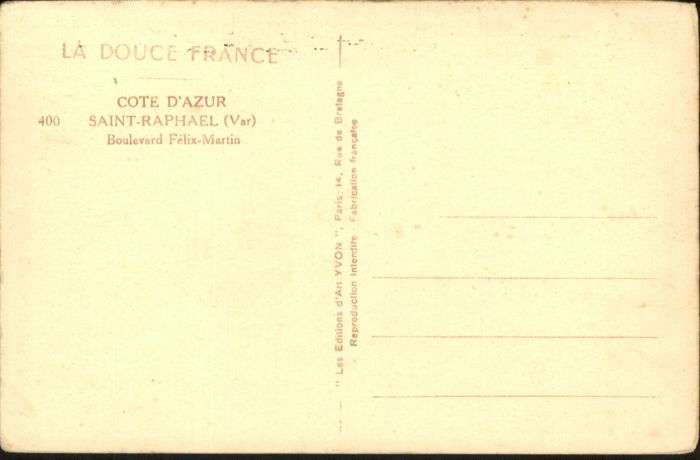 LA DOUCE FRANCE
COTE D'AZUR
400 SAINT-RAPHAEL (Var)
Boulevard Félix-Martin
"Les Editions d'Art YVON", Paris-14, Rue de Bretagne
Reproduction Interdite Fabrication française